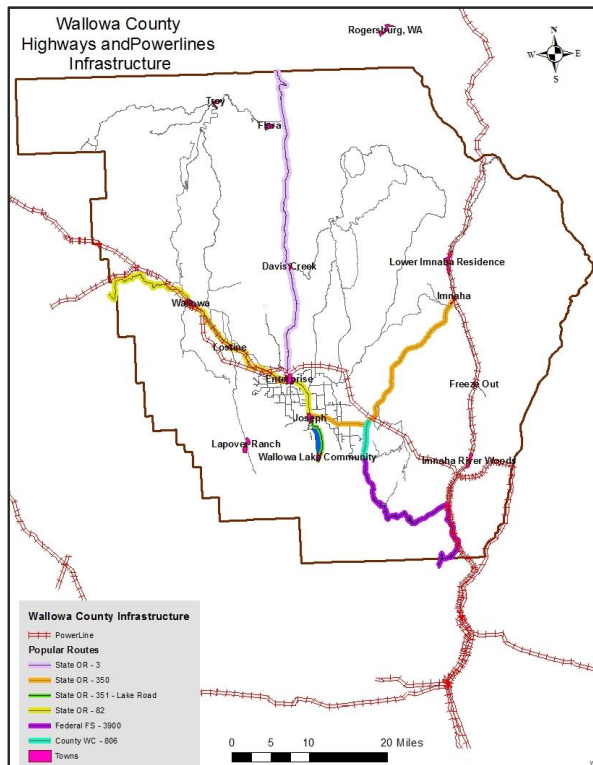 Wallowa County
Highways andPowerlines
Infrastructure
Rogersburg, WA
N
W
E
S
Troy
Flora
Davis Creek
Lower Imnaha Residence
Imnaha
Wallowa
Lostine
Enterprise
Freeze Out
Joseph
Lapover Ranch
Wallowa Lake Community
Imnaha River Woods
Wallowa County Infrastructure
PowerLine
Popular Routes
State OR - 3
State OR - 350
State OR - 351 - Lake Road
State OR - 82
Federal FS - 3900
County WC - 806
Towns
0 5 10 20 Miles